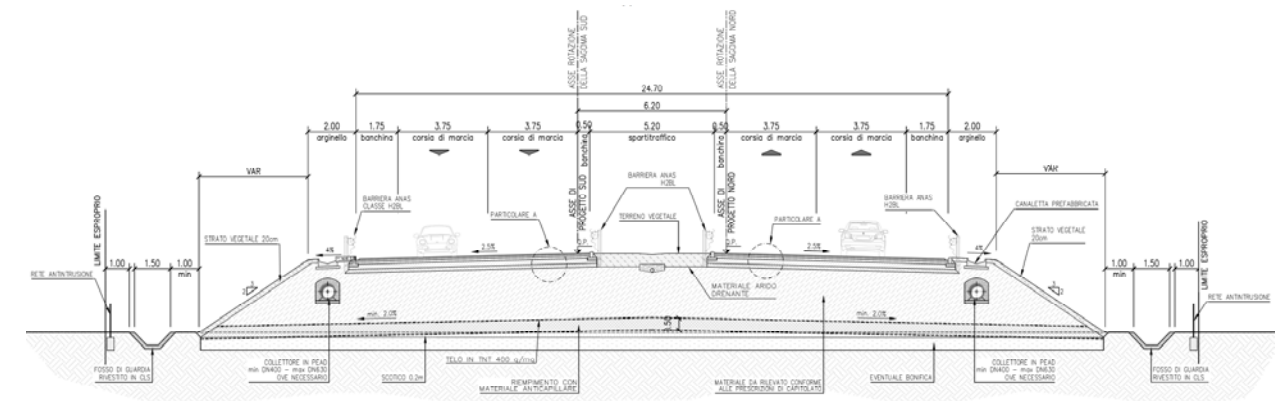 ASSE ROTAZIONE
DELLA SAGOMA SUD
ASSE ROTAZIONE
DELLA SAGOMA NORD
24.70
6.20
2.00
arginello
1.75
banchina
3.75
corsia di marcia
3.75
corsia di marcia
0.50
banchina
5.20
spartitraffico
0.50
banchina
3.75
corsia di marcia
3.75
corsia di marcia
1.75
banchina
2.00
arginello
VAR
VAR
ASSE DI
PROGETTO SUD
ASSE DI
PROGETTO NORD
BARRIERA ANAS
CLASSE H2BL
BARRIERA ANAS
H2BL
BARRIERA ANAS
H2BL
PARTICOLARE A
TERRENO VEGETALE
PARTICOLARE A
CANALETTA PREFABBRICATA
STRATO VEGETALE 20cm
STRATO VEGETALE
20cm
LIMITE ESPROPRIO
LIMITE ESPROPRIO
4%
2.5%
Q.P.
Q.P.
2.5%
4%
1.00
1.50
1.00
min
1.00
min
1.50
1.00
RETE ANTINTRUSIONE
RETE ANTINTRUSIONE
MATERIALE ARIDO
DRENANTE
min. 2.0%
.50
min. 2.0%
FOSSO DI GUARDIA
RIVESTITO IN CLS
COLLETTORE IN PEAD
min DN400 - max DN630
OVE NECESSARIO
SCOTICO 0.2m
TELO IN TNT 400 g/mq
RIEMPIMENTO CON
MATERIALE ANTICAPILLARE
MATERIALE DA RILEVATO CONFORME
ALLE PRESCRIZIONI DI CAPITOLATO
EVENTUALE BONIFICA
COLLETTORE IN PEAD
min DN400 - max DN630
OVE NECESSARIO
FOSSO DI GUARDIA
RIVESTITO IN CLS